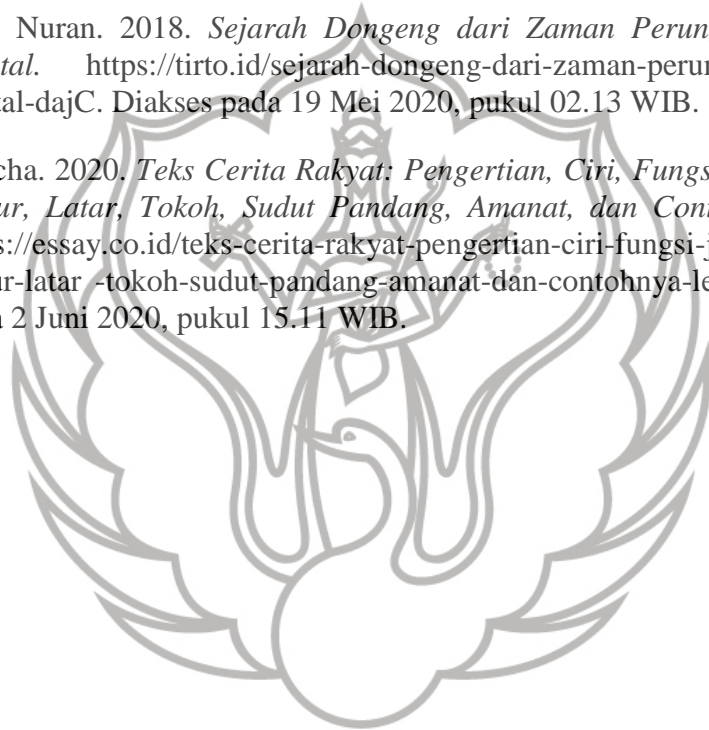 Nuran. 2018. Sejarah Dongeng dari Zaman Perun
tal. https://tirto.id/sejarah-dongeng-dari-zaman-perun
tal-dajC. Diakses pada 19 Mei 2020, pukul 02.13 WIB.
cha. 2020. Teks Cerita Rakyat: Pengertian, Ciri, Fungs
ur, Latar, Tokoh, Sudut Pandang, Amanat, dan Cont
s://essay.co.id/teks-cerita-rakyat-pengertian-ciri-fungsi-j
ur-latar -tokoh-sudut-pandang-amanat-dan-contohnya-le
a 2 Juni 2020, pukul 15.11 WIB.